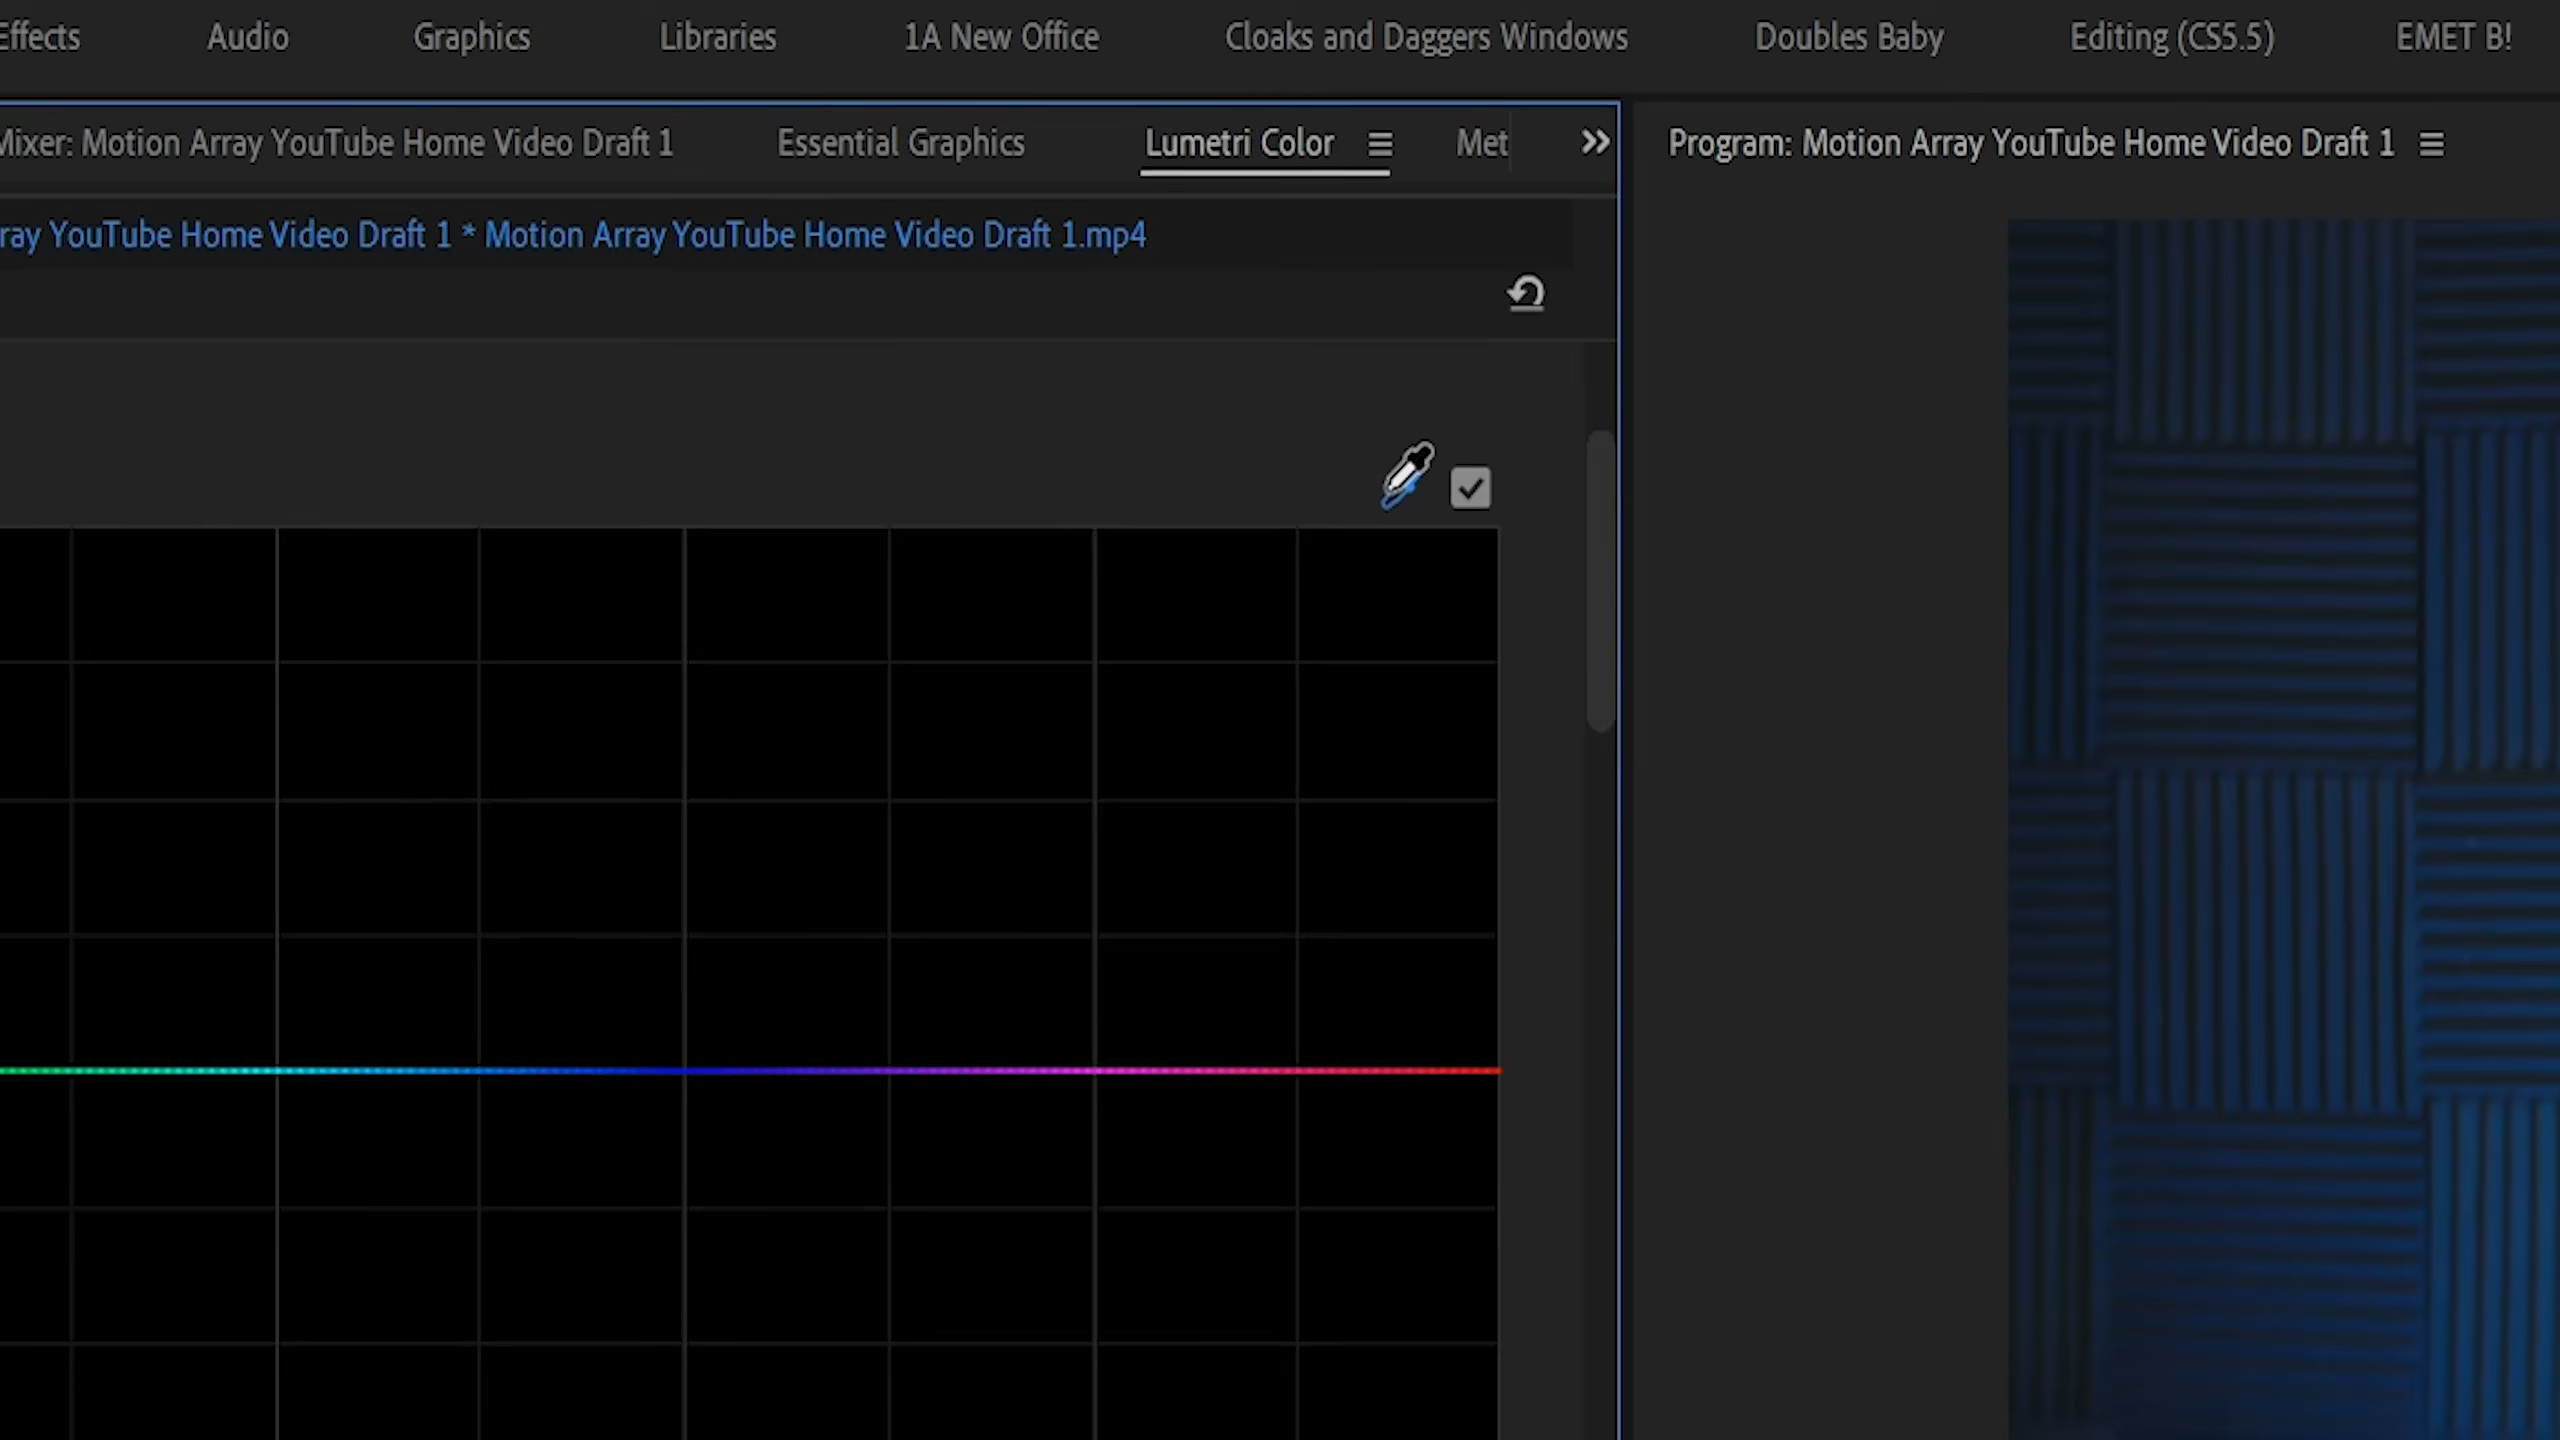 Effects Audio Graphics Libraries 1A New Office Cloaks and Daggers Windows Doubles Baby Editing (CS5.5) EMET B!
Mixer: Motion Array YouTube Home Video Draft 1 Essential Graphics Lumetri Color Met Program: Motion Array YouTube Home Video Draft 1
ray YouTube Home Video Draft 1 * Motion Array YouTube Home Video Draft 1.mp4